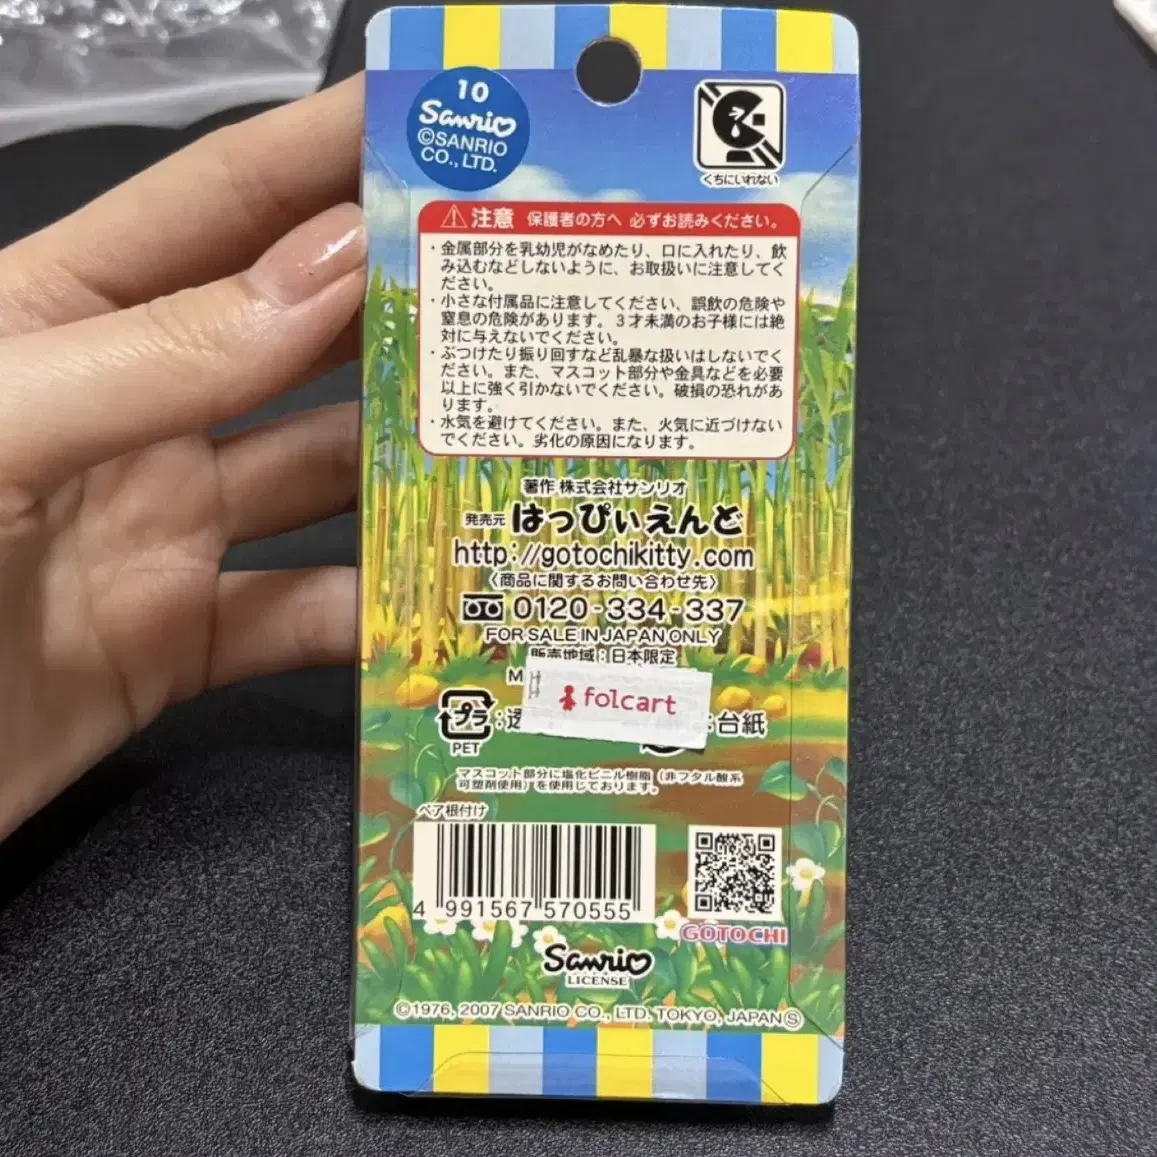 10
Sanrio
©SANRIO
CO., LTD.
くちにいれない
注意 保護者の方へ 必ずお読みください。
・金属部分を乳幼児がなめたり、口に入れたり、飲
み込むなどしないように、お取扱いに注意してく
ださい。
・小さな付属品に注意してください、誤飲の危険や
窒息の危険があります。3才未満のお子様には絶
対に与えないでください。
・ぶつけたり振り回すなど乱暴な扱いはしないでく
ださい。また、マスコット部分や金具などを必要
以上に強く引かないでください。破損の恐れがあ
ります。
・水気を避けてください。また、火気に近づけない
でください。劣化の原因になります。
著作 株式会社サンリオ
発売元 はっぴぃえんど
http://gotochikitty.com
〈商品に関するお問い合わせ先〉
0120-334-337
FOR SALE IN JAPAN ONLY
販売地域：日本限定
M
folcart
プラ
:透
台紙
PET
マスコット部分に塩化ビニル樹脂（非フタル酸系
可塑剤使用）を使用しております。
ペア根付け
4 991567 570555
GOTOCHI
Sanrio
LICENSE
©1976, 2007 SANRIO CO., LTD. TOKYO, JAPAN Ⓢ